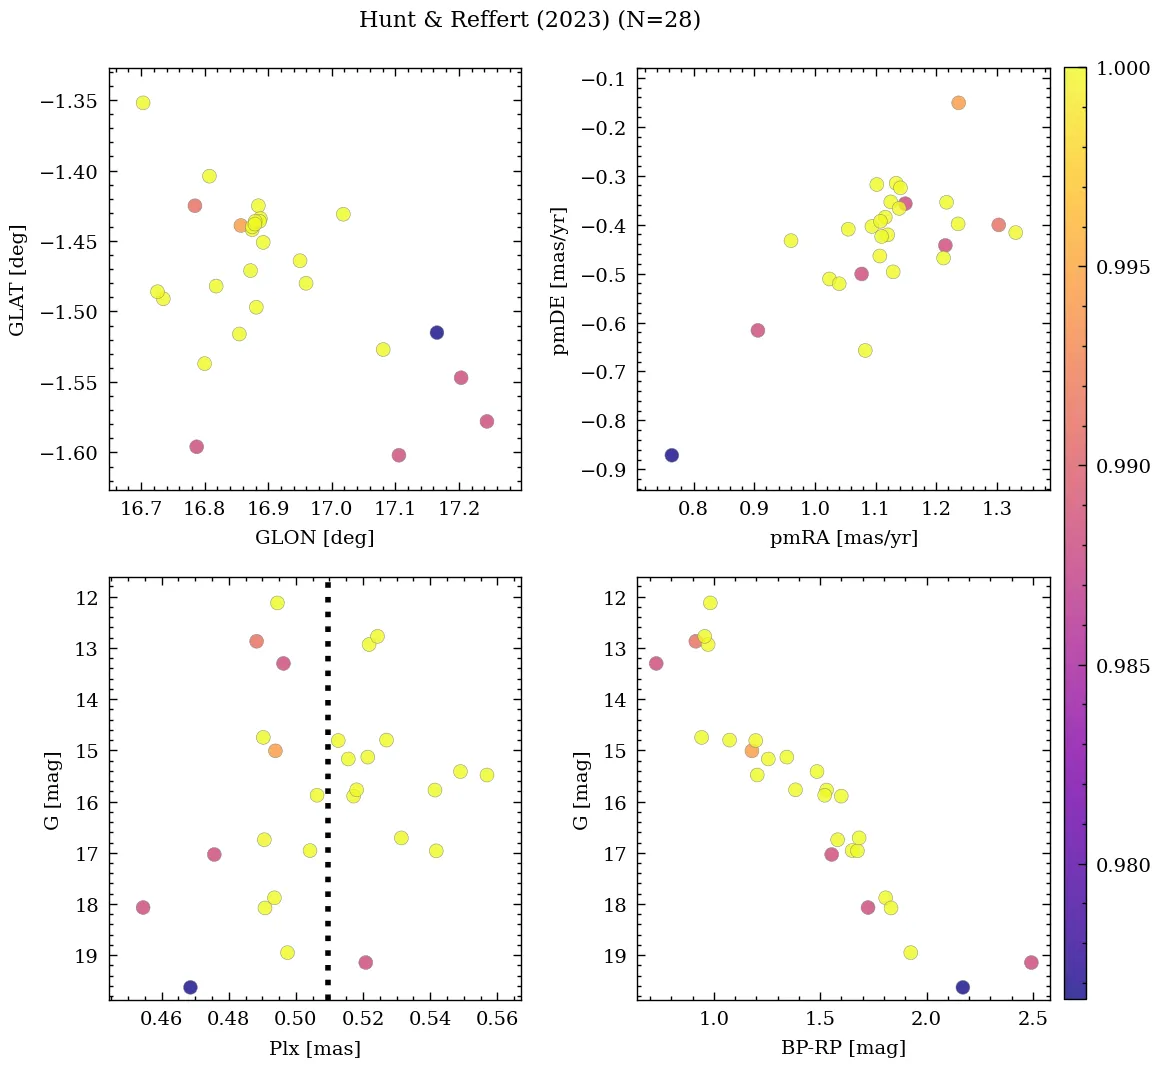 Hunt & Reffert (2023) (N=28)
−1.35
−1.40
−1.45
−1.50
−1.55
−1.60
GLAT [deg]
16.7 16.8 16.9 17.0 17.1 17.2
GLON [deg]
−0.1
−0.2
−0.3
−0.4
−0.5
−0.6
−0.7
−0.8
−0.9
pmDE [mas/yr]
0.8 0.9 1.0 1.1 1.2 1.3
pmRA [mas/yr]
12
13
14
15
16
17
18
19
G [mag]
0.46 0.48 0.50 0.52 0.54 0.56
Plx [mas]
12
13
14
15
16
17
18
19
G [mag]
1.0 1.5 2.0 2.5
BP-RP [mag]
1.000
0.995
0.990
0.985
0.980